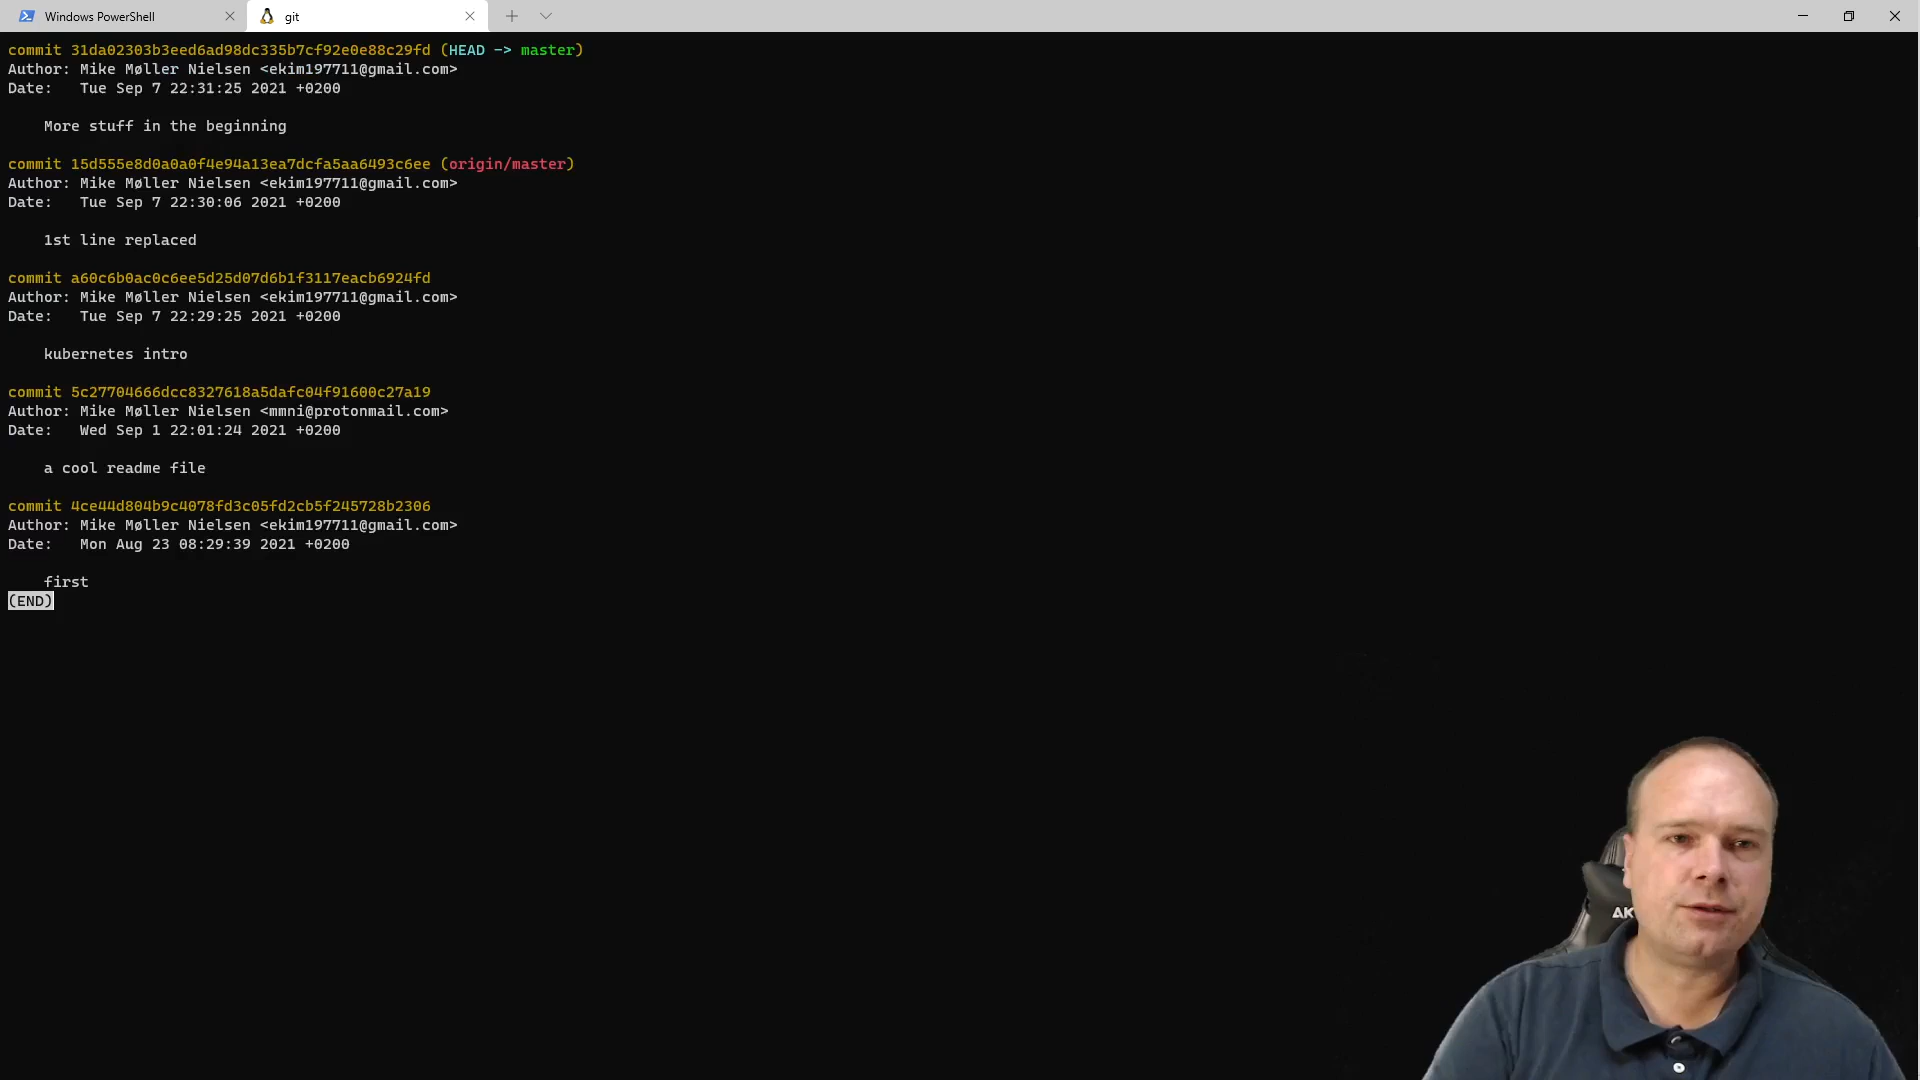 Windows PowerShell
git
commit 31da02303b3eed6ad98dc335b7cf92e0e88c29fd (HEAD -> master)
Author: Mike Møller Nielsen <ekim197711@gmail.com>
Date:   Tue Sep 7 22:31:25 2021 +0200
More stuff in the beginning
commit 15d555e8d0a0a0f4e94a13ea7dcfa5aa6493c6ee (origin/master)
Author: Mike Møller Nielsen <ekim197711@gmail.com>
Date:   Tue Sep 7 22:30:06 2021 +0200
1st line replaced
commit a60c6b0ac0c6ee5d25d07d6b1f3117eacb6924fd
Author: Mike Møller Nielsen <ekim197711@gmail.com>
Date:   Tue Sep 7 22:29:25 2021 +0200
kubernetes intro
commit 5c27704666dcc8327618a5dafc04f91600c27a19
Author: Mike Møller Nielsen <mmni@protonmail.com>
Date:   Wed Sep 1 22:01:24 2021 +0200
a cool readme file
commit 4ce44d804b9c4078fd3c05fd2cb5f245728b2306
Author: Mike Møller Nielsen <ekim197711@gmail.com>
Date:   Mon Aug 23 08:29:39 2021 +0200
first
(END)
AK